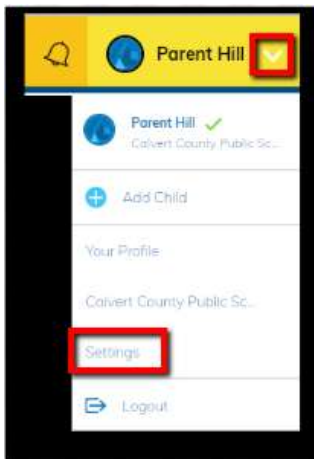 Parent Hill
Parent Hill
Calvert County Public Sc...
Add Child
Your Profile
Calvert County Public Sc...
Settings
Logout